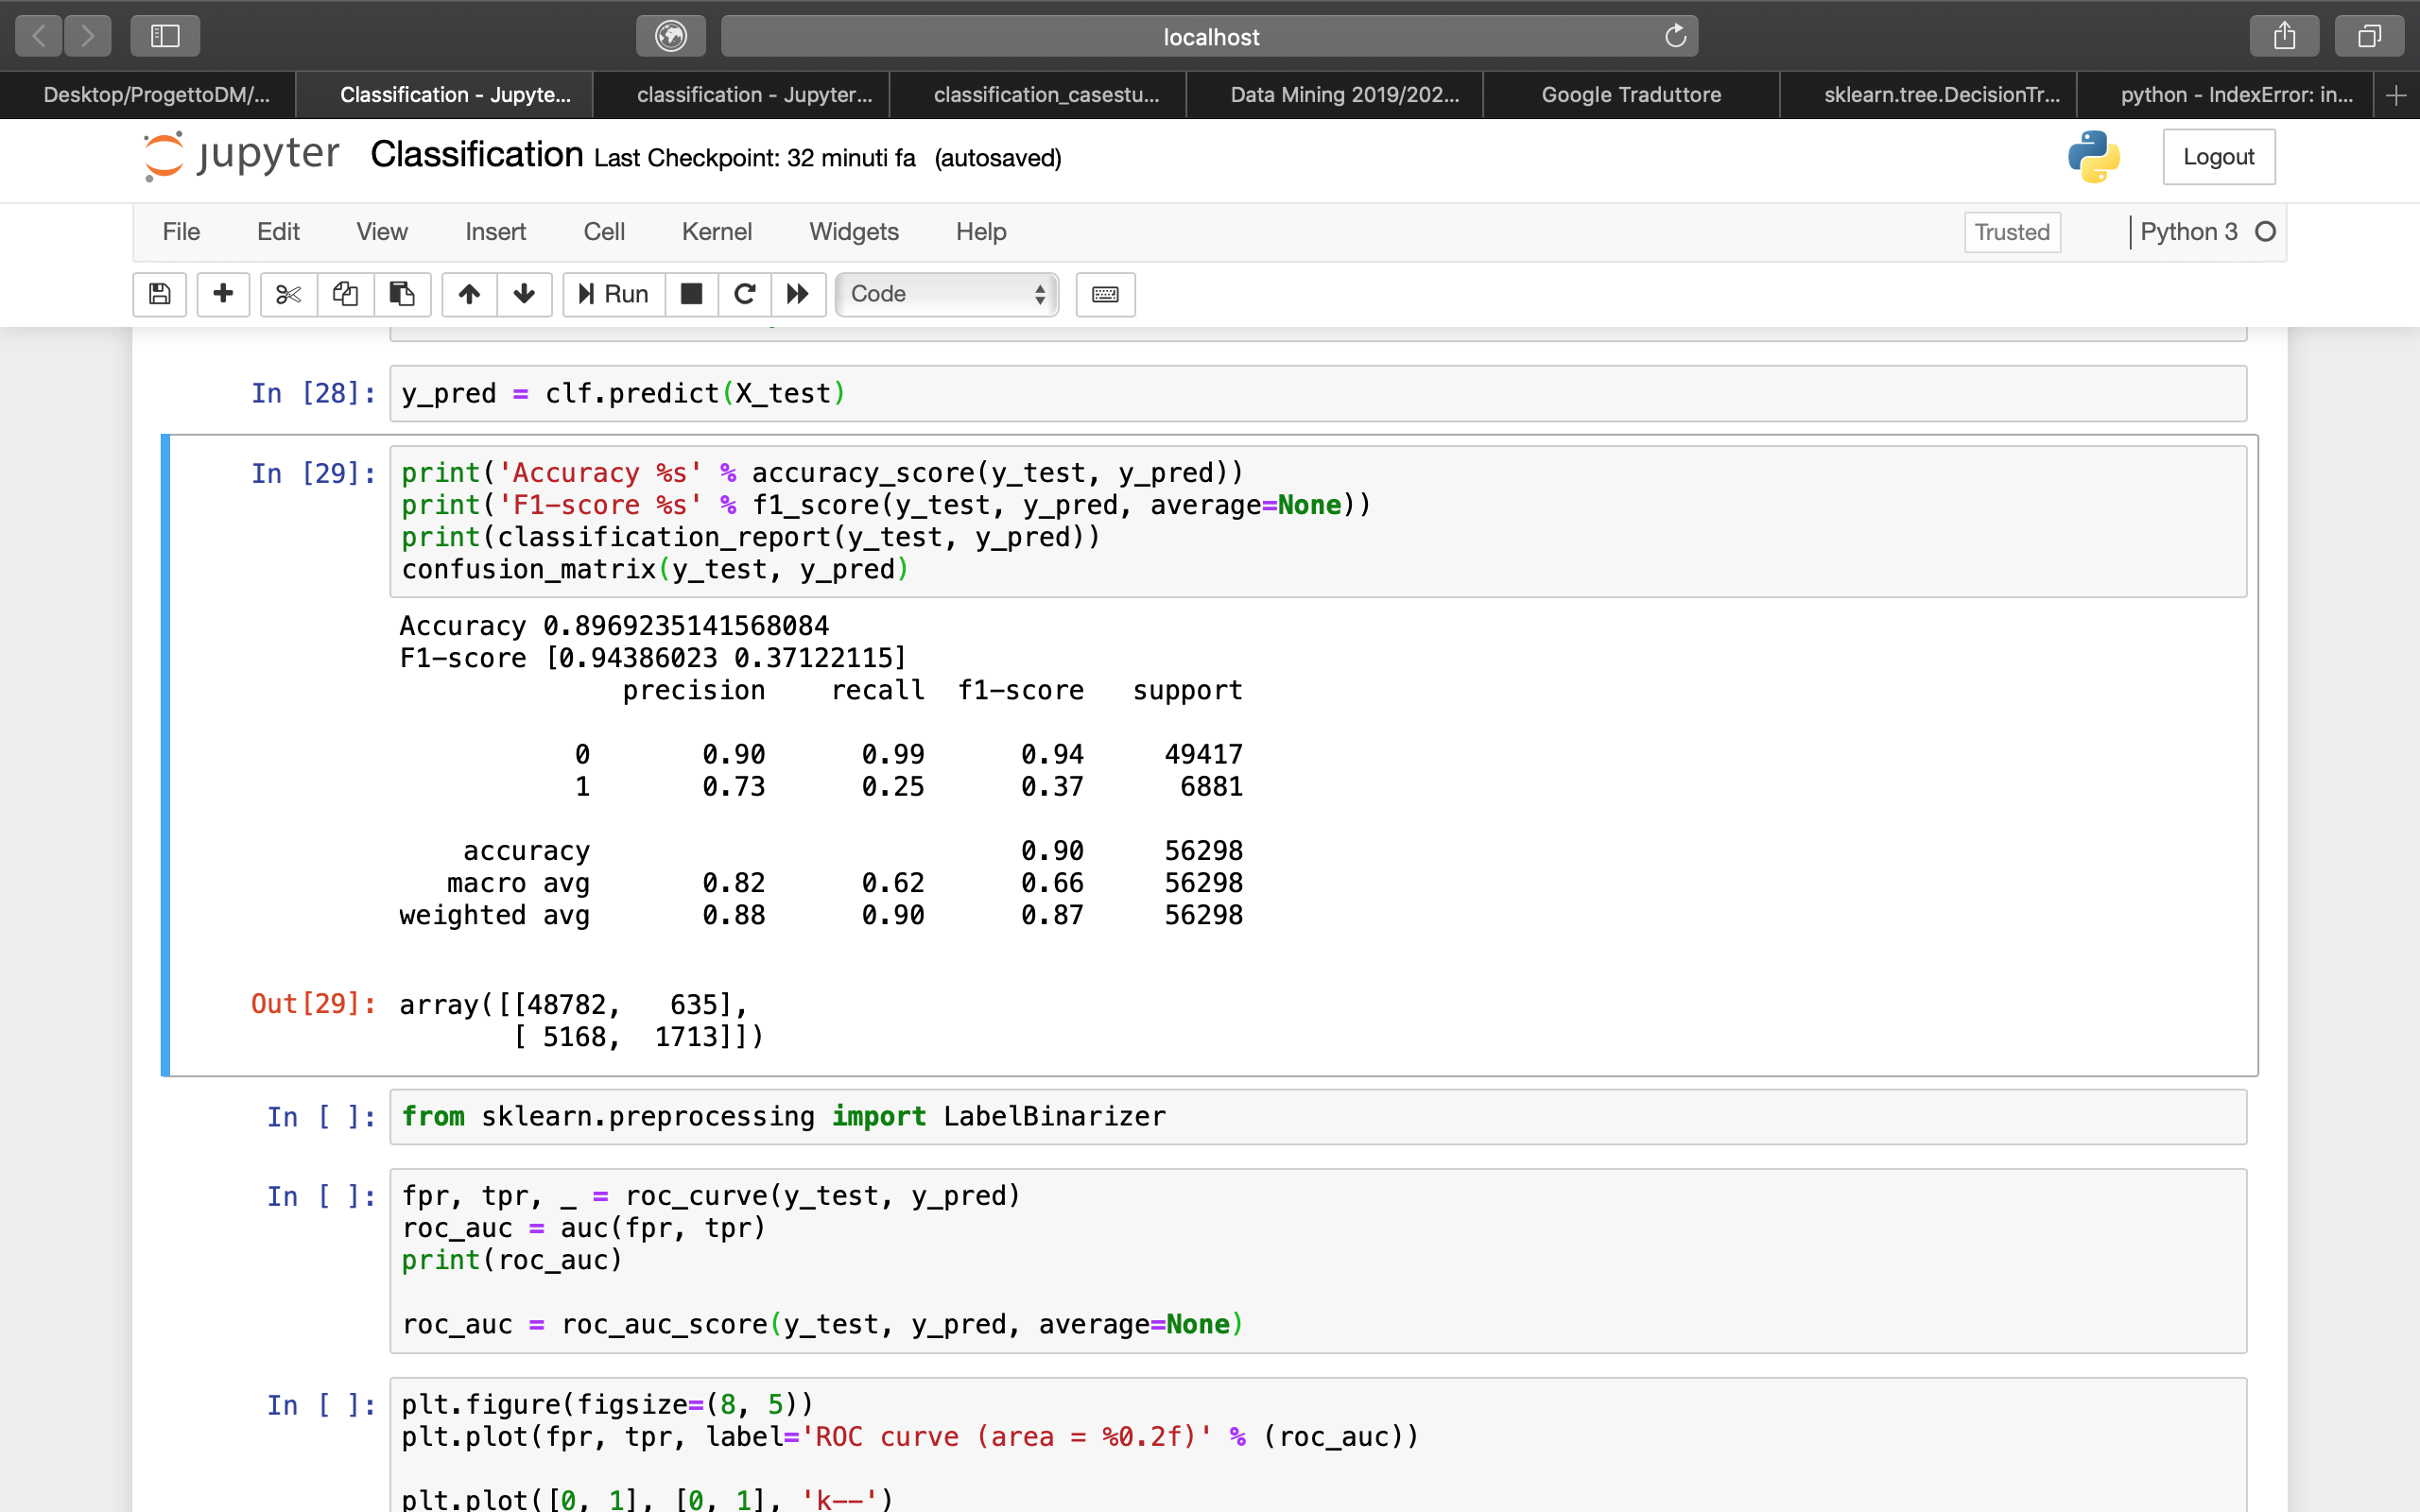 localhost
Desktop/ProgettoDM/...
Classification - Jupyte...
classification - Jupyter...
classification_casestu...
Data Mining 2019/202...
Google Traduttore
sklearn.tree.DecisionTr...
python - IndexError: in...
jupyter Classification Last Checkpoint: 32 minuti fa (autosaved)
Logout
File Edit View Insert Cell Kernel Widgets Help
Trusted
Python 3
Run
Code
In [28]: y_pred = clf.predict(X_test)
In [29]: print('Accuracy %s' % accuracy_score(y_test, y_pred))
print('F1-score %s' % f1_score(y_test, y_pred, average=None))
print(classification_report(y_test, y_pred))
confusion_matrix(y_test, y_pred)
Accuracy 0.8969235141568084
F1-score [0.94386023 0.37122115]
precision recall f1-score support
0 0.90 0.99 0.94 49417
1 0.73 0.25 0.37 6881
accuracy 0.90 56298
macro avg 0.82 0.62 0.66 56298
weighted avg 0.88 0.90 0.87 56298
Out[29]: array([[48782, 635],
[ 5168, 1713]])
In [ ]: from sklearn.preprocessing import LabelBinarizer
In [ ]: fpr, tpr, _ = roc_curve(y_test, y_pred)
roc_auc = auc(fpr, tpr)
print(roc_auc)
roc_auc = roc_auc_score(y_test, y_pred, average=None)
In [ ]: plt.figure(figsize=(8, 5))
plt.plot(fpr, tpr, label='ROC curve (area = %0.2f)' % (roc_auc))
plt.plot([0, 1], [0, 1], 'k--')